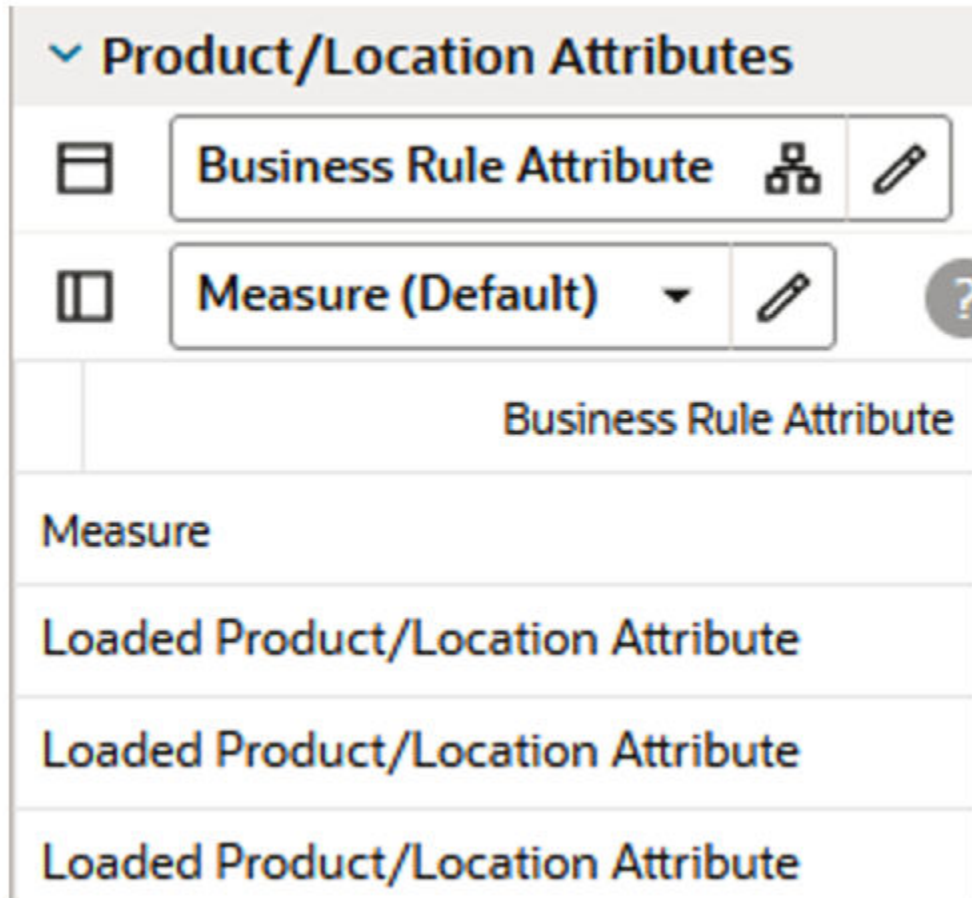 Product/Location Attributes
Business Rule Attribute
Measure (Default)
?
Business Rule Attribute
Measure
Loaded Product/Location Attribute
Loaded Product/Location Attribute
Loaded Product/Location Attribute